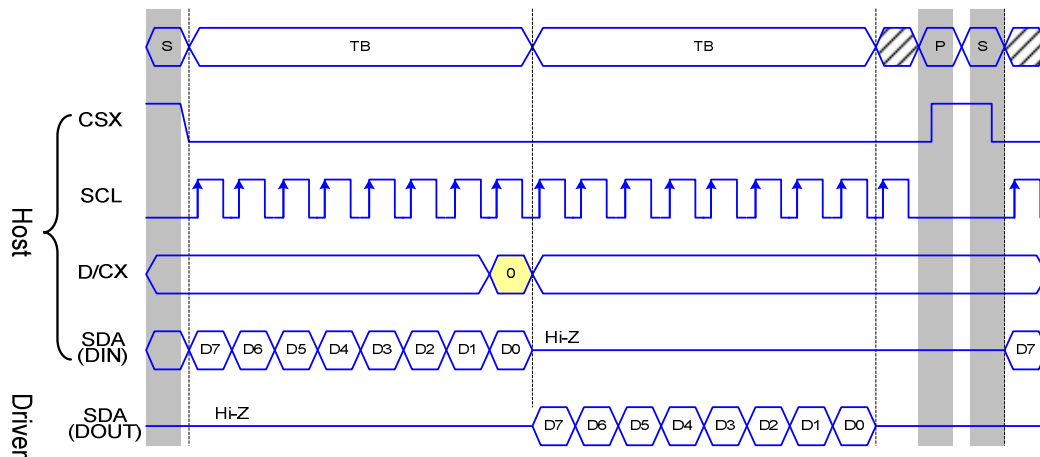 S TB TB P S
CSX
SCL
D/CX 0
Host
SDA
(DIN) D7 D6 D5 D4 D3 D2 D1 D0 Hi-Z D7
Driver
SDA
(DOUT) Hi-Z D7 D6 D5 D4 D3 D2 D1 D0